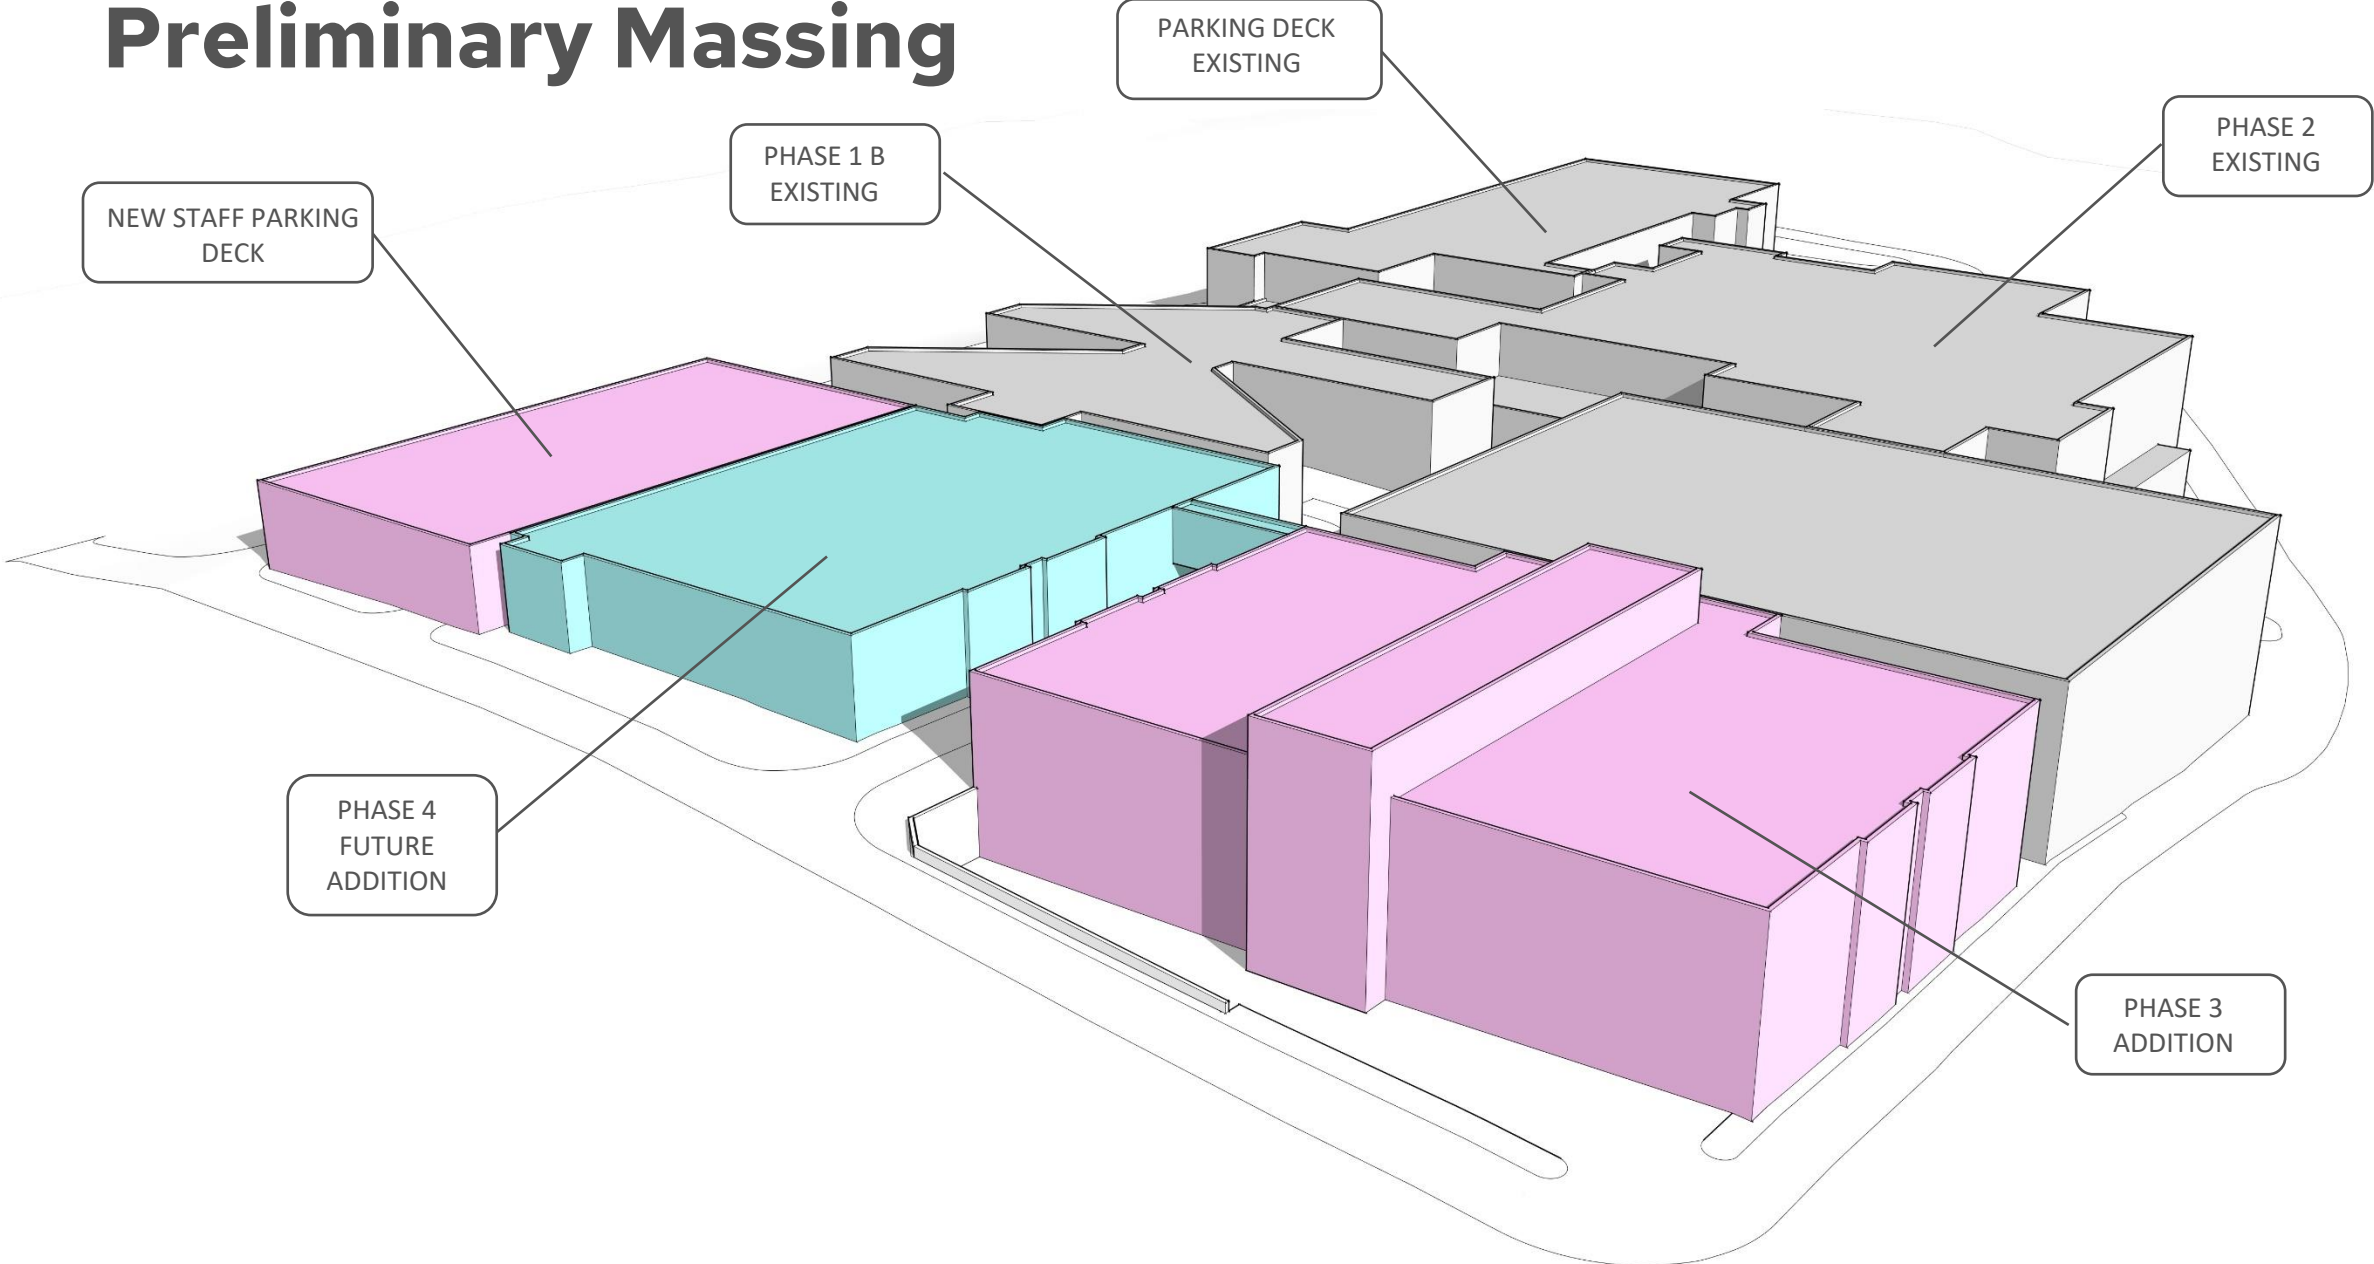 Preliminary Massing
PARKING DECK
EXISTING
PHASE 2
EXISTING
PHASE 1 B
EXISTING
NEW STAFF PARKING
DECK
PHASE 4
FUTURE
ADDITION
PHASE 3
ADDITION